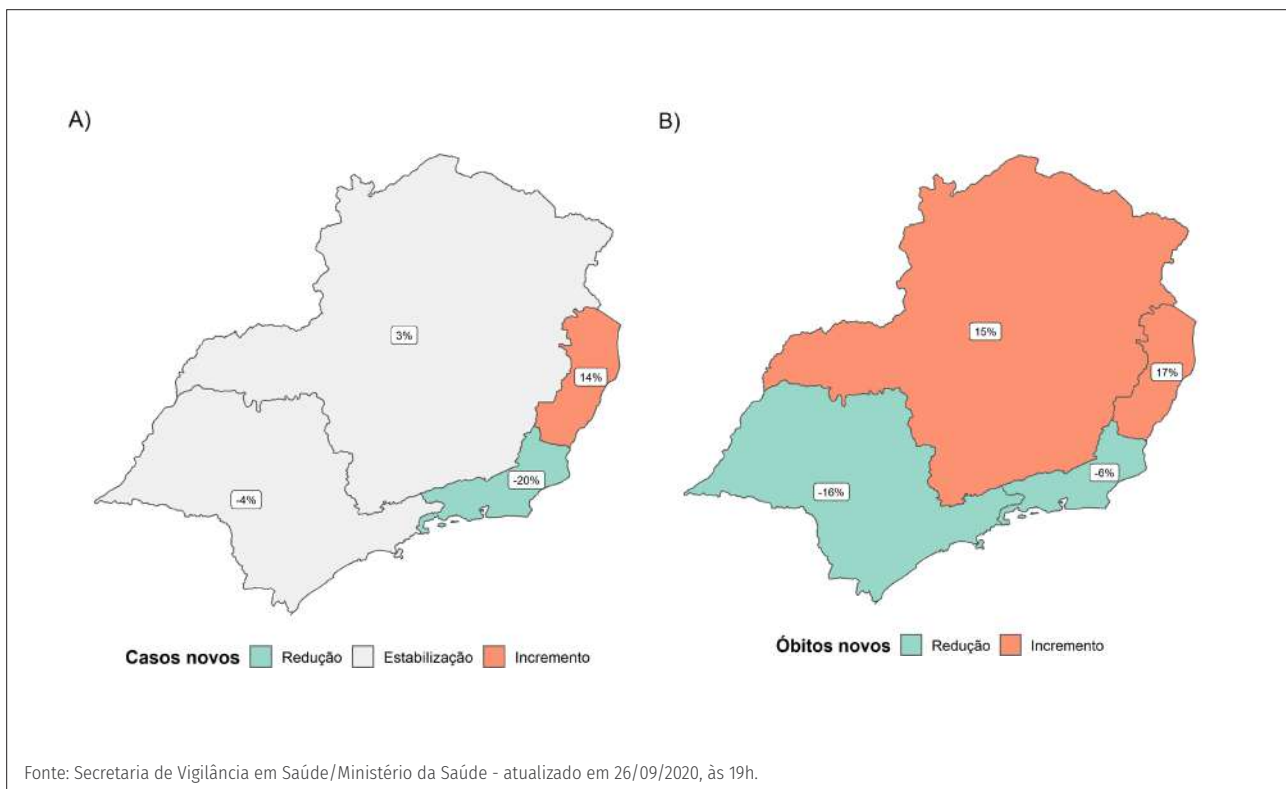 A)
3%
14%
-20%
-4%
Casos novos Redução Estabilização Incremento
B)
15%
17%
-6%
-16%
Óbitos novos Redução Incremento
Fonte: Secretaria de Vigilância em Saúde/Ministério da Saúde - atualizado em 26/09/2020, às 19h.